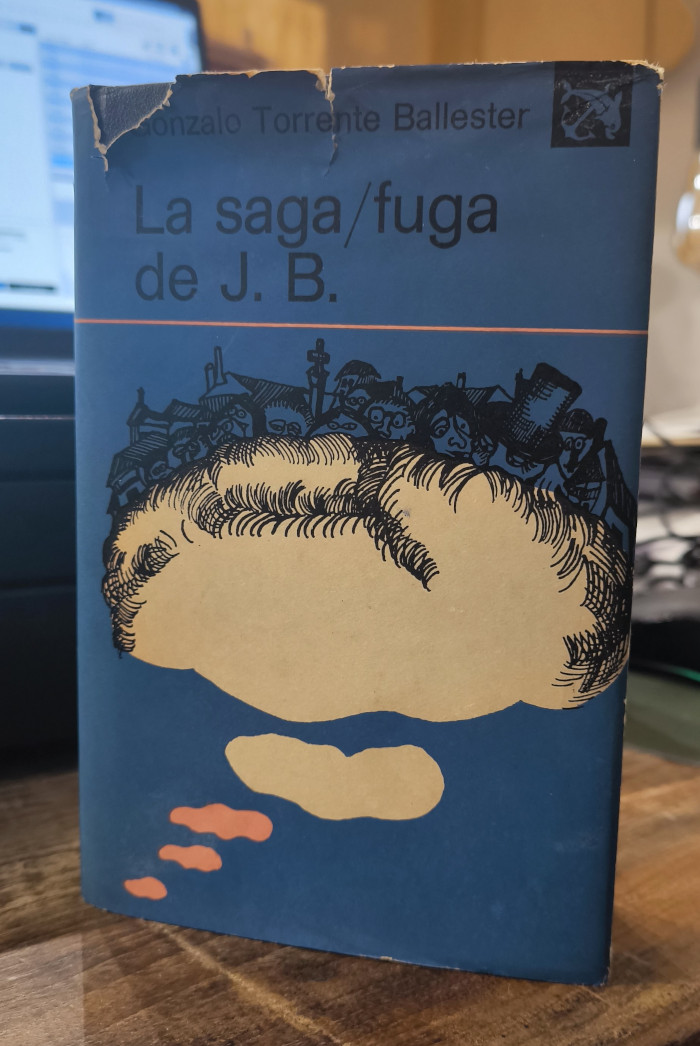 Gonzalo Torrente Ballester
La saga/fuga
de J. B.